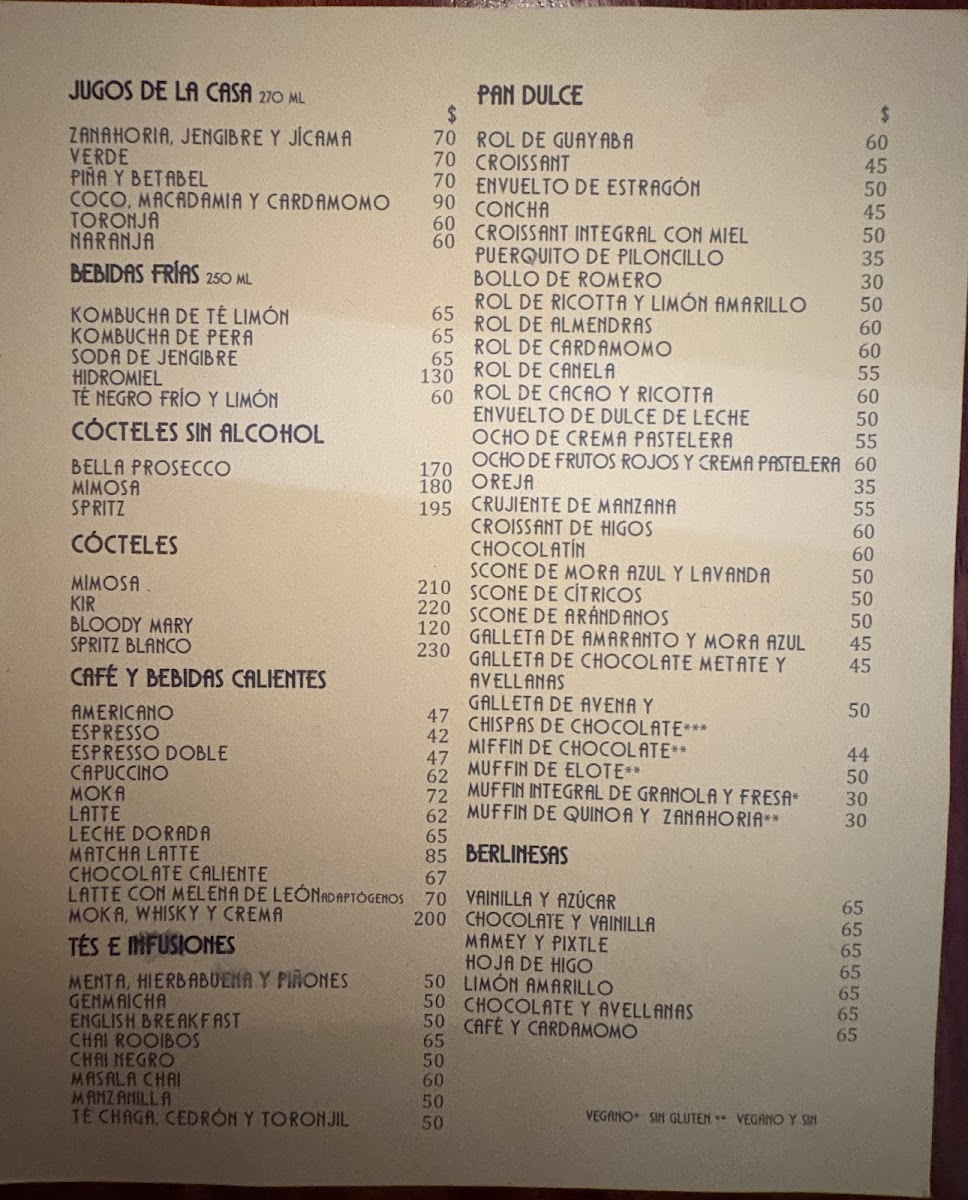 JUGOS DE LA CASA 270 ML
$
ZANAHORIA, JENGIBRE Y JÍCAMA 70
VERDE 70
PIÑA Y BETABEL 70
COCO, MACADAMIA Y CARDAMOMO 90
TORONJA 60
NARANJA 60
BEBIDAS FRÍAS 250 ML
KOMBUCHA DE TÉ LIMÓN 65
KOMBUCHA DE PERA 65
SODA DE JENGIBRE 65
HIDROMIEL 130
TÉ NEGRO FRÍO Y LIMÓN 60
CÓCTELES SIN ALCOHOL
BELLA PROSECCO 170
MIMOSA 180
SPRITZ 195
CÓCTELES
MIMOSA 210
KIR 220
BLOODY MARY 120
SPRITZ BLANCO 230
CAFÉ Y BEBIDAS CALIENTES
AMERICANO 47
ESPRESSO 42
ESPRESSO DOBLE 47
CAPUCCINO 62
MOKA 72
LATTE 62
LECHE DORADA 65
MATCHA LATTE 85
CHOCOLATE CALIENTE 67
LATTE CON MELENA DE LEÓN ADAPTÓGENOS 70
MOKA, WHISKY Y CREMA 200
TÉS E INFUSIONES
MENTA, HIERBABUENA Y PIÑONES 50
GENMAICHA 50
ENGLISH BREAKFAST 50
CHAI ROOIBOS 65
CHAI NEGRO 50
MASALA CHAI 60
MANZANILLA 50
TÉ CHAGA, CEDRÓN Y TORONJIL 50
PAN DULCE
$
ROL DE GUAYABA 60
CROISSANT 45
ENVUELTO DE ESTRAGÓN 50
CONCHA 45
CROISSANT INTEGRAL CON MIEL 50
PUERQUITO DE PILONCILLO 35
BOLLO DE ROMERO 30
ROL DE RICOTTA Y LIMÓN AMARILLO 50
ROL DE ALMENDRAS 60
ROL DE CARDAMOMO 60
ROL DE CANELA 55
ROL DE CACAO Y RICOTTA 60
ENVUELTO DE DULCE DE LECHE 50
OCHO DE CREMA PASTELERA 55
OCHO DE FRUTOS ROJOS Y CREMA PASTELERA 60
OREJA 35
CRUJIENTE DE MANZANA 55
CROISSANT DE HIGOS 60
CHOCOLATÍN 60
SCONE DE MORA AZUL Y LAVANDA 50
SCONE DE CÍTRICOS 50
SCONE DE ARÁNDANOS 50
GALLETA DE AMARANTO Y MORA AZUL 45
GALLETA DE CHOCOLATE METATE Y 45
AVELLANAS
GALLETA DE AVENA Y 50
CHISPAS DE CHOCOLATE***
MIFFIN DE CHOCOLATE** 44
MUFFIN DE ELOTE** 50
MUFFIN INTEGRAL DE GRANOLA Y FRESA* 30
MUFFIN DE QUINOA Y ZANAHORIA** 30
BERLINESAS
VAINILLA Y AZÚCAR 65
CHOCOLATE Y VAINILLA 65
MAMEY Y PIXTLE 65
HOJA DE HIGO 65
LIMÓN AMARILLO 65
CHOCOLATE Y AVELLANAS 65
CAFÉ Y CARDAMOMO 65
VEGANO* SIN GLUTEN ** VEGANO Y SIN